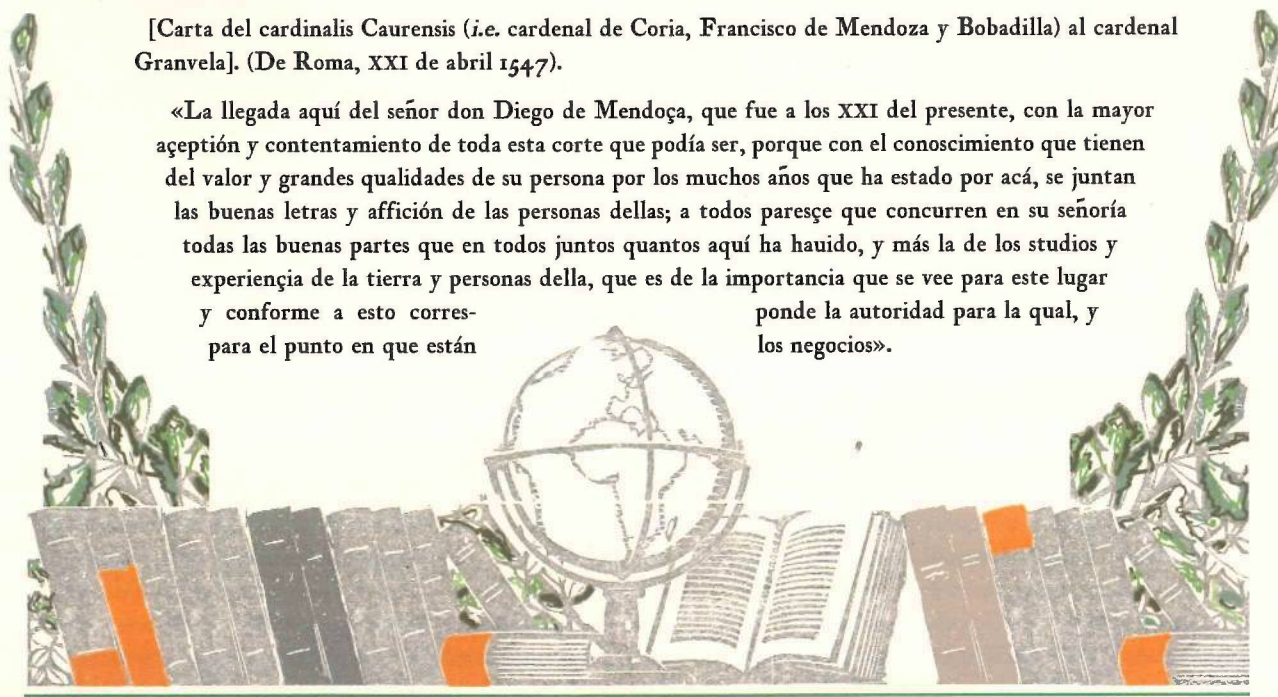 [Carta del cardinalis Caurensis (i.e. cardenal de Coria, Francisco de Mendoza y Bobadilla) al cardenal
Granvela]. (De Roma, XXI de abril 1547).
«La llegada aquí del señor don Diego de Mendoça, que fue a los XXI del presente, con la mayor
açeptión y contentamiento de toda esta corte que podía ser, porque con el conoscimiento que tienen
del valor y grandes qualidades de su persona por los muchos años que ha estado por acá, se juntan
las buenas letras y affición de las personas dellas; a todos paresçe que concurren en su señoría
todas las buenas partes que en todos juntos quantos aquí ha hauido, y más la de los studios y
experiençia de la tierra y personas della, que es de la importancia que se vee para este lugar
y conforme a esto corres- ponde la autoridad para la qual, y
para el punto en que están los negocios».